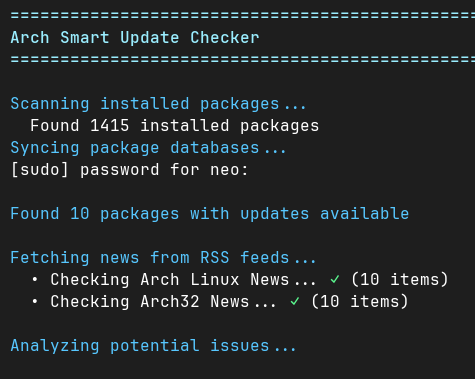 ================================================
Arch Smart Update Checker
================================================
Scanning installed packages...
Found 1415 installed packages
Syncing package databases...
[sudo] password for neo:
Found 10 packages with updates available
Fetching news from RSS feeds...
• Checking Arch Linux News... ✓ (10 items)
• Checking Arch32 News... ✓ (10 items)
Analyzing potential issues...